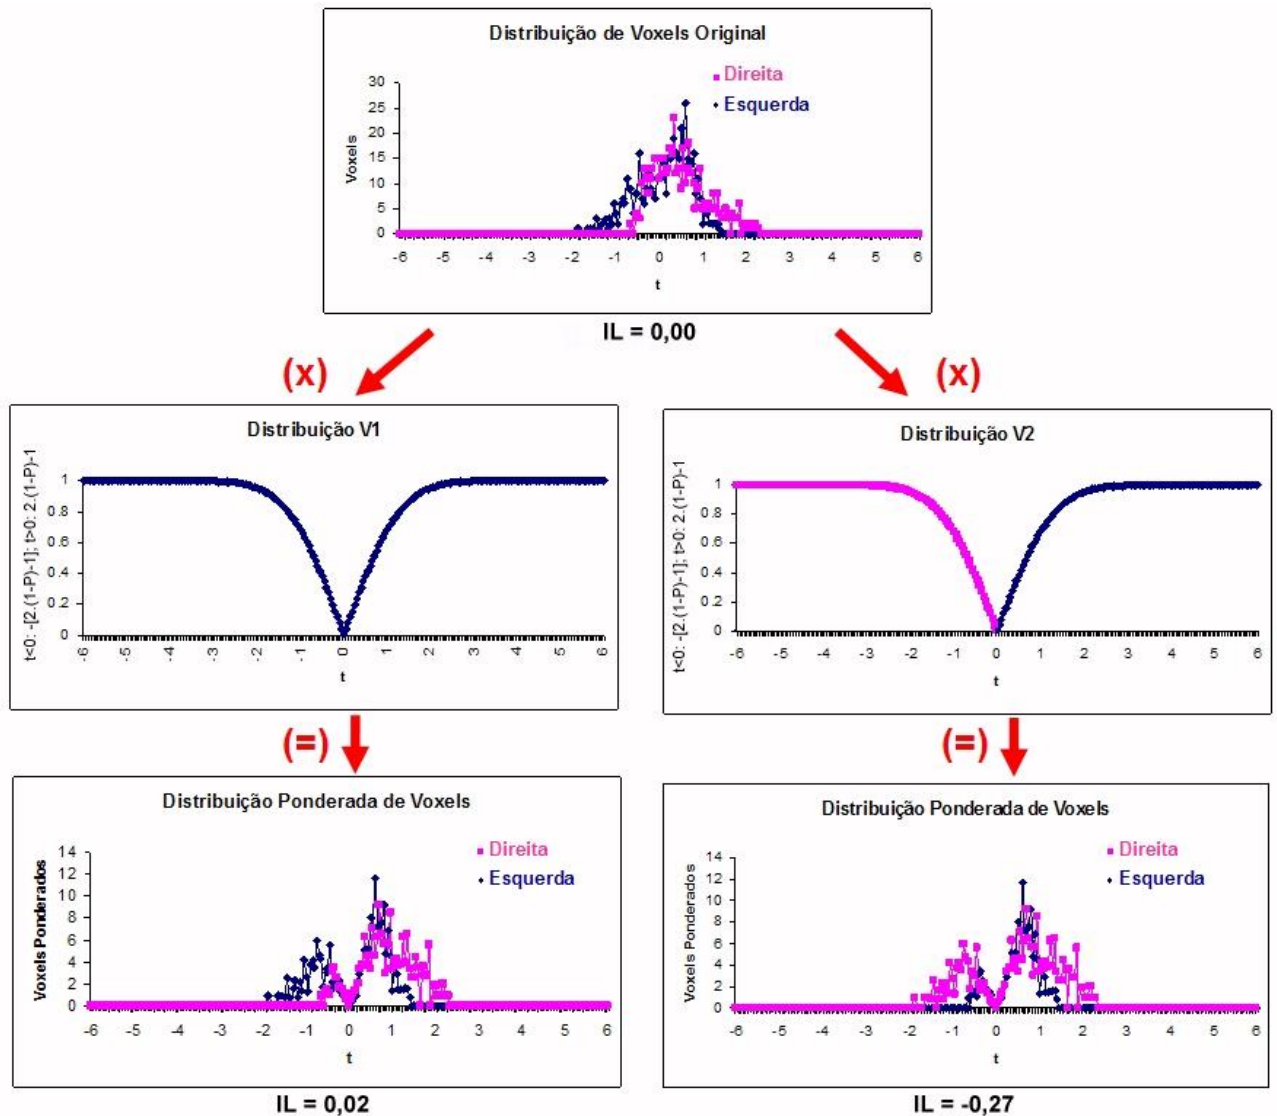 Distribuição de Voxels Original
Direita
Esquerda
Voxels
30
25
20
15
10
5
0
-6 -5 -4 -3 -2 -1 0 1 2 3 4 5 6
t
IL = 0,00
(x)
(x)
Distribuição V1
t<0: -[2.(1-P)-1]; t>0: 2.(1-P)-1
1
0.8
0.6
0.4
0.2
0
-6 -5 -4 -3 -2 -1 0 1 2 3 4 5 6
t
Distribuição V2
t<0: -[2.(1-P)-1]; t>0: 2.(1-P)-1
1
0.8
0.6
0.4
0.2
0
-6 -5 -4 -3 -2 -1 0 1 2 3 4 5 6
t
(=)
(=)
Distribuição Ponderada de Voxels
Direita
Esquerda
Voxels Ponderados
14
12
10
8
6
4
2
0
-6 -5 -4 -3 -2 -1 0 1 2 3 4 5 6
t
IL = 0,02
Distribuição Ponderada de Voxels
Direita
Esquerda
Voxels Ponderados
14
12
10
8
6
4
2
0
-6 -5 -4 -3 -2 -1 0 1 2 3 4 5 6
t
IL = -0,27